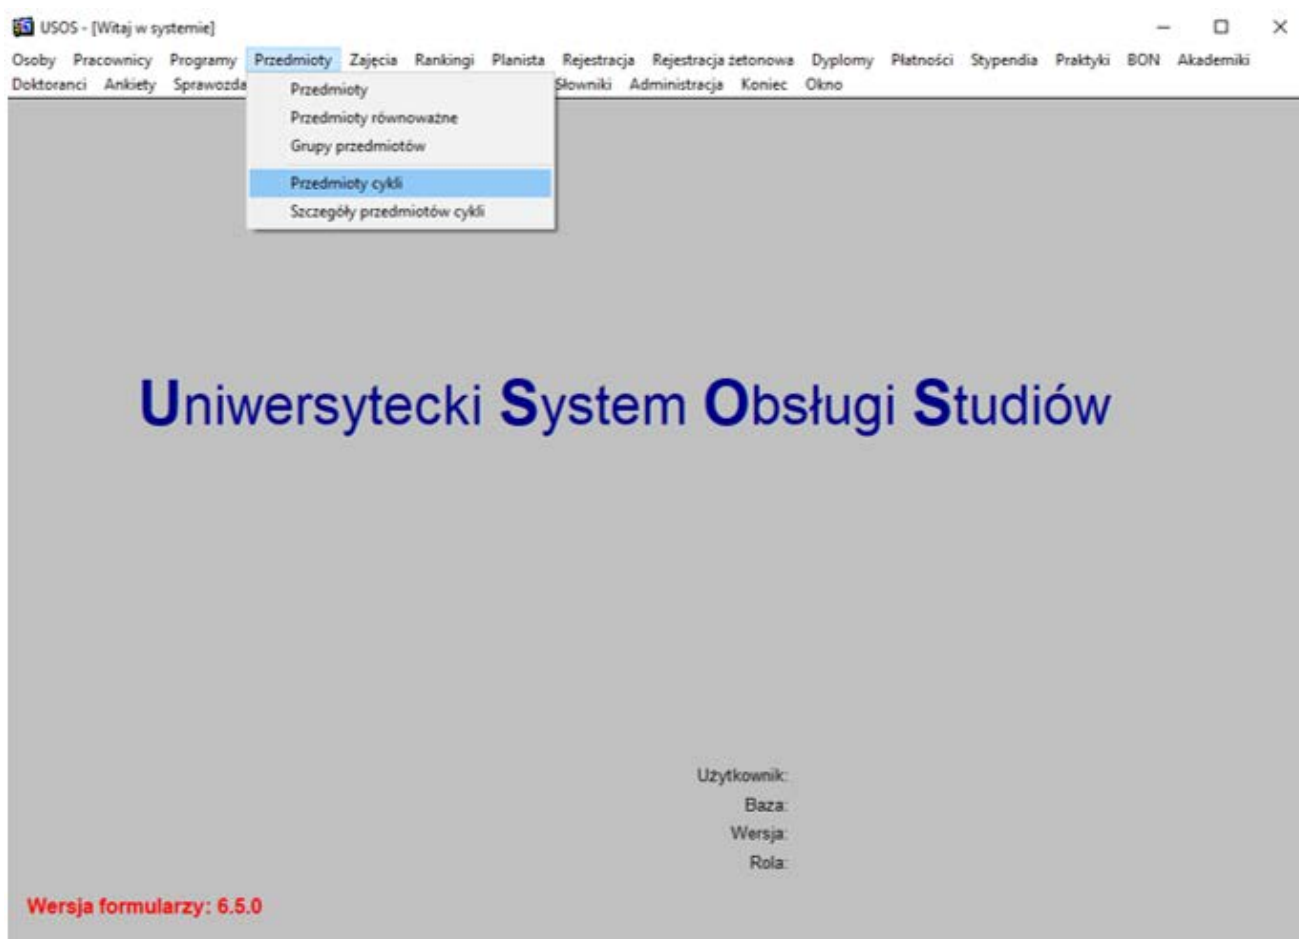 USOS - [Witaj w systemie]
Osoby Pracownicy Programy Przedmioty Zajęcia Rankingi Planista Rejestracja Rejestracja żetonowa Dyplomy Płatności Stypendia Praktyki BON Akademiki
Doktoranci Ankiety Sprawozda Słowniki Administracja Koniec Okno
Przedmioty
Przedmioty równoważne
Grupy przedmiotów
Przedmioty cykli
Szczegóły przedmiotów cykli
Uniwersytecki System Obsługi Studiów
Użytkownik:
Baza:
Wersja:
Rola:
Wersja formularzy: 6.5.0